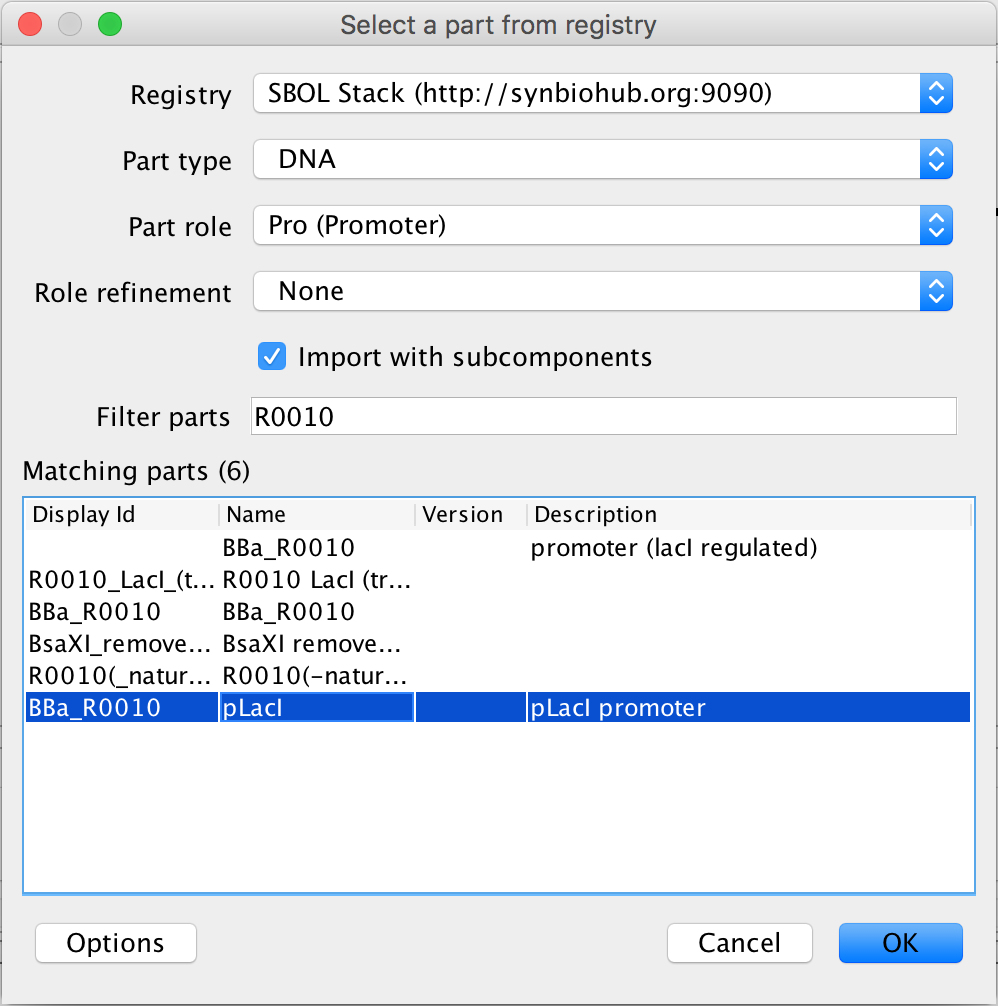 Select a part from registry
Registry SBOL Stack (http://synbiohub.org:9090)
Part type DNA
Part role Pro (Promoter)
Role refinement None
Import with subcomponents
Filter parts R0010
Matching parts (6)
Display Id Name Version Description
BBa_R0010 promoter (lacI regulated)
R0010_LacI_(t... R0010 LacI (tr...
BBa_R0010 BBa_R0010
BsaXI_remove... BsaXI remove...
R0010(_natur... R0010(-natur...
BBa_R0010 pLacI pLacI promoter
Options Cancel OK